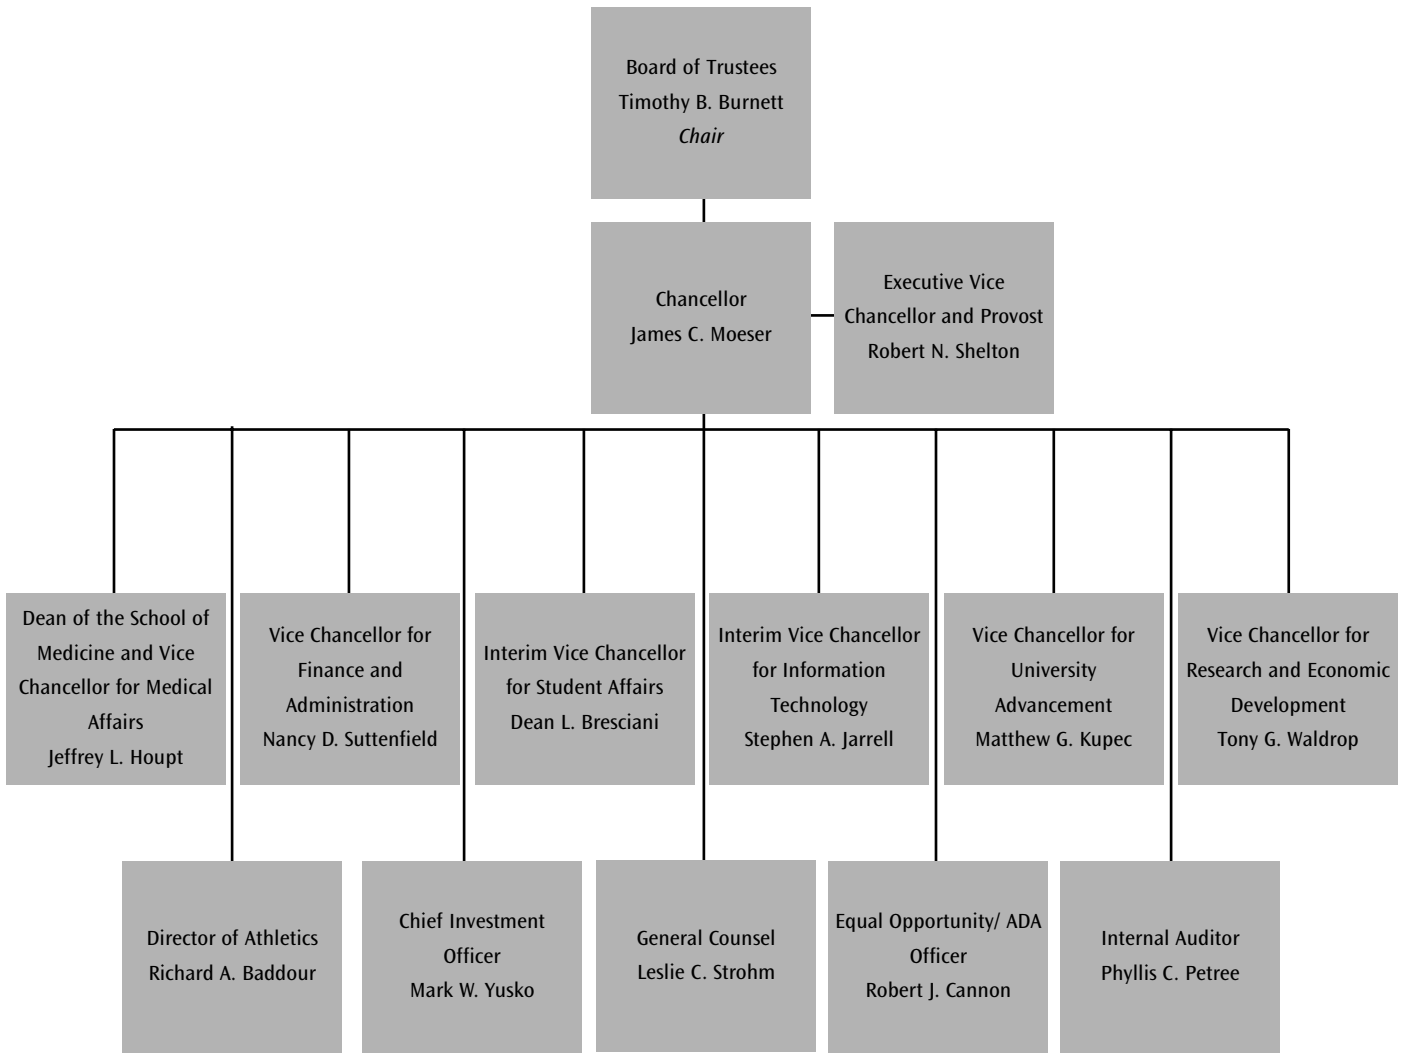 Board of Trustees
Timothy B. Burnett
Chair
Chancellor
James C. Moeser
Executive Vice
Chancellor and Provost
Robert N. Shelton
Dean of the School of
Medicine and Vice
Chancellor for Medical
Affairs
Jeffrey L. Houpt
Vice Chancellor for
Finance and
Administration
Nancy D. Suttenfield
Interim Vice Chancellor
for Student Affairs
Dean L. Bresciani
Interim Vice Chancellor
for Information
Technology
Stephen A. Jarrell
Vice Chancellor for
University
Advancement
Matthew G. Kupec
Vice Chancellor for
Research and Economic
Development
Tony G. Waldrop
Director of Athletics
Richard A. Baddour
Chief Investment
Officer
Mark W. Yusko
General Counsel
Leslie C. Strohm
Equal Opportunity/ ADA
Officer
Robert J. Cannon
Internal Auditor
Phyllis C. Petree